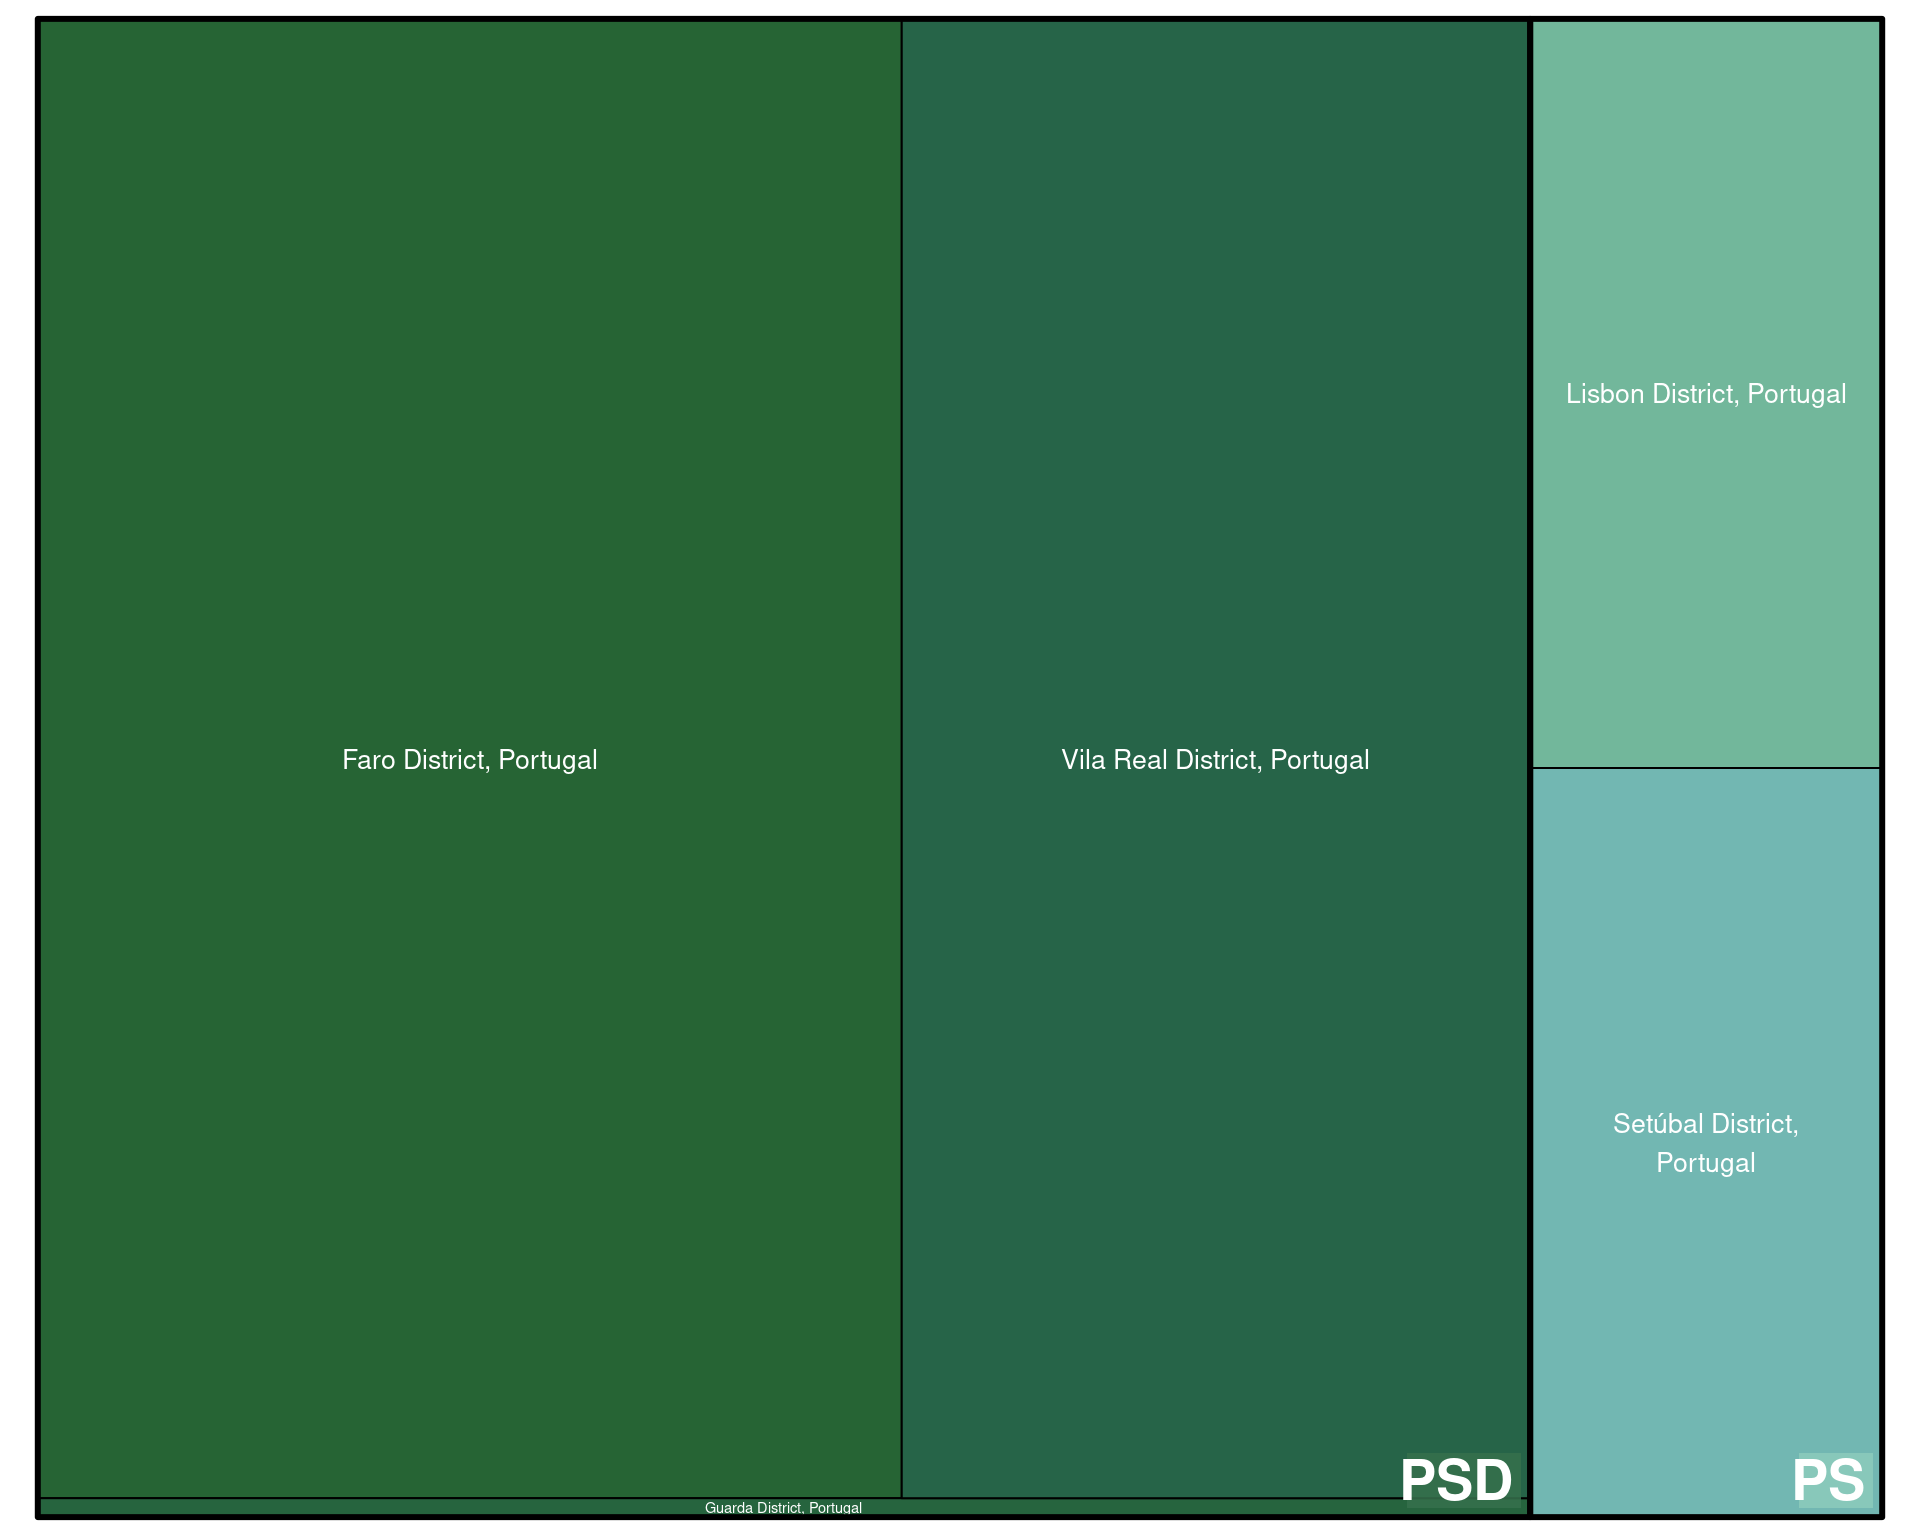 Faro District, Portugal
Vila Real District, Portugal
Guarda District, Portugal
PSD
Lisbon District, Portugal
Setúbal District,
Portugal
PS